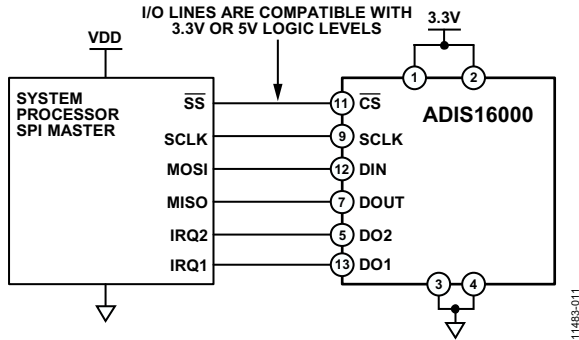 I/O LINES ARE COMPATIBLE WITH
3.3V OR 5V LOGIC LEVELS
VDD
3.3V
SYSTEM
PROCESSOR
SPI MASTER
ADIS16000
1
2
SS
11
CS
SCLK
9
SCLK
MOSI
12
DIN
MISO
7
DOUT
IRQ2
5
DO2
IRQ1
13
DO1
3
4
11483-011